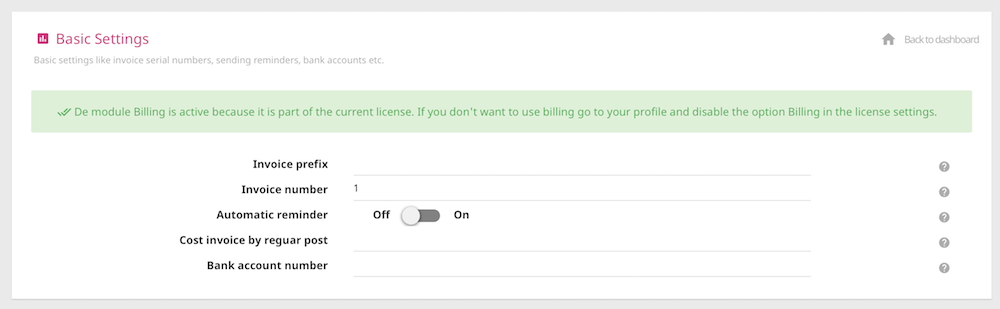 Basic Settings
Back to dashboard
Basic settings like invoice serial numbers, sending reminders, bank accounts etc.
De module Billing is active because it is part of the current license. If you don't want to use billing go to your profile and disable the option Billing in the license settings.
Invoice prefix
Invoice number 1
Automatic reminder Off On
Cost invoice by reguar post
Bank account number